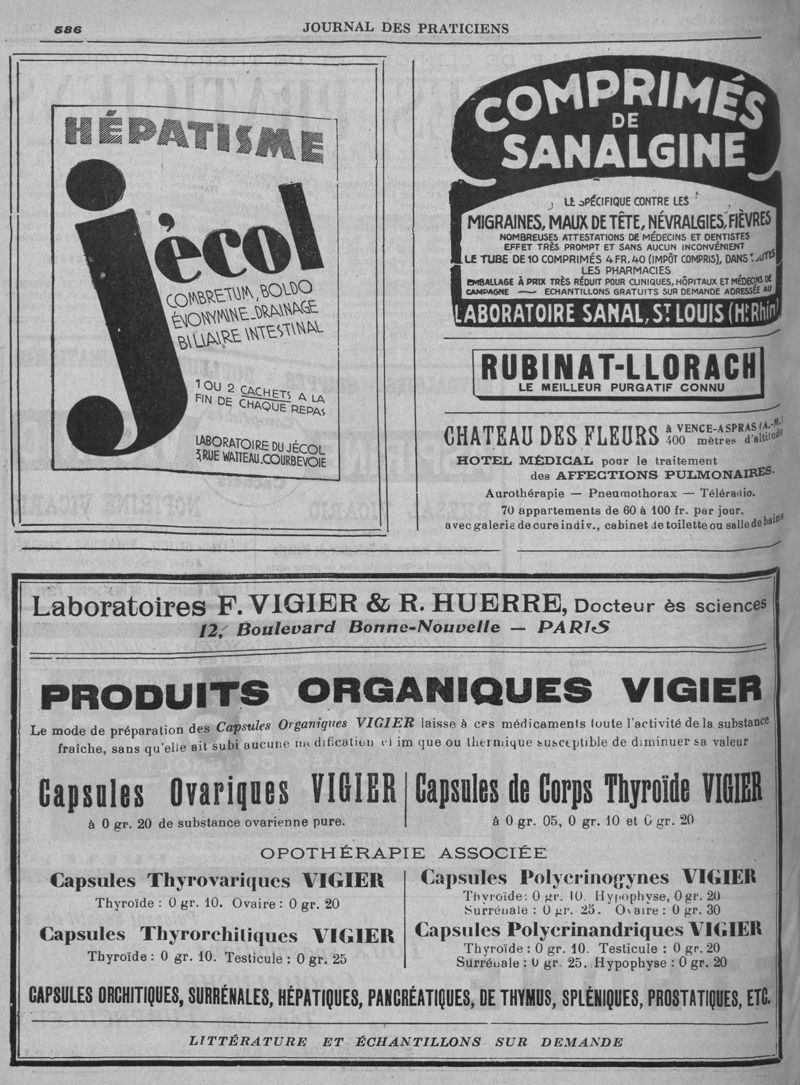 586
JOURNAL DES PRATICIENS
HÉPATISME
jécol
COMBRETUM, BOLDO
ÉVONYMINE-DRAINAGE
BILIAIRE INTESTINAL
1 OU 2 CACHETS A LA
FIN DE CHAQUE REPAS
LABORATOIRE DU JÉCOL
3, RUE WATTEAU_COURBEVOIE
COMPRIMÉS
DE
SANALGINE
LE SPÉCIFIQUE CONTRE LES
MIGRAINES, MAUX DE TÊTE, NÉVRALGIES, FIÈVRES
NOMBREUSES ATTESTATIONS DE MÉDECINS ET DENTISTES
EFFET TRÈS PROMPT ET SANS AUCUN INCONVÉNIENT
LE TUBE DE 10 COMPRIMÉS 4 FR. 40 (IMPÔT COMPRIS), DANS TOUTES
LES PHARMACIES
EMBALLAGE À PRIX TRÈS RÉDUIT POUR CLINIQUES, HÔPITAUX ET MÉDECINS DE
CAMPAGNE — ECHANTILLONS GRATUITS SUR DEMANDE ADRESSÉE AU
LABORATOIRE SANAL, ST LOUIS (Ht Rhin)
RUBINAT-LLORACH
LE MEILLEUR PURGATIF CONNU
CHATEAU DES FLEURS à VENCE-ASPRAS (A.-M.)
400 mètres d'altitude
HOTEL MÉDICAL pour le traitement
des AFFECTIONS PULMONAIRES.
Aurothérapie — Pneumothorax — Téléradio.
70 appartements de 60 à 100 fr. par jour,
avec galerie de cure indiv., cabinet de toilette ou salle de bains
Laboratoires F. VIGIER & R. HUERRE, Docteur ès sciences
12, Boulevard Bonne-Nouvelle — PARIS
PRODUITS ORGANIQUES VIGIER
Le mode de préparation des Capsules Organiques VIGIER laisse à ces médicaments toute l'activité de la substance
fraîche, sans qu'elle ait subi aucune modification chimique ou thermique susceptible de diminuer sa valeur
Capsules Ovariques VIGIER
à 0 gr. 20 de substance ovarienne pure.
Capsules de Corps Thyroïde VIGIER
à 0 gr. 05, 0 gr. 10 et 0 gr. 20
OPOTHÉRAPIE ASSOCIÉE
Capsules Thyrovariques VIGIER
Thyroïde : 0 gr. 10. Ovaire : 0 gr. 20
Capsules Thyrorchitiques VIGIER
Thyroïde : 0 gr. 10. Testicule : 0 gr. 25
Capsules Polycrinogynes VIGIER
Thyroïde: 0 gr. 10. Hypophyse, 0 gr. 20
Surrénale : 0 gr. 25. Ovaire : 0 gr. 30
Capsules Polycrinandriques VIGIER
Thyroïde : 0 gr. 10. Testicule : 0 gr. 20
Surrénale : 0 gr. 25. Hypophyse : 0 gr. 20
CAPSULES ORCHITIQUES, SURRÉNALES, HÉPATIQUES, PANCRÉATIQUES, DE THYMUS, SPLÉNIQUES, PROSTATIQUES, ETC.
LITTÉRATURE ET ÉCHANTILLONS SUR DEMANDE